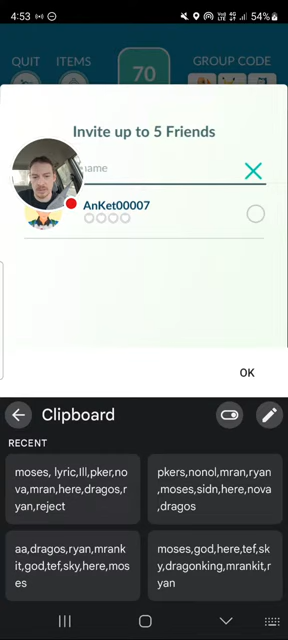 4:53
54%
QUIT
ITEMS
70
GROUP CODE
Invite up to 5 Friends
name
AnKet00007
OK
Clipboard
RECENT
moses, lyric,Ill,pker,no
va,mran,here,dragos,r
yan,reject
pkers,nonol,mran,ryan
,moses,sidn,here,nova
,dragos
aa,dragos,ryan,mrank
it,god,tef,sky,here,mos
es
moses,god,here,tef,sk
y,dragonking,mrankit,r
yan